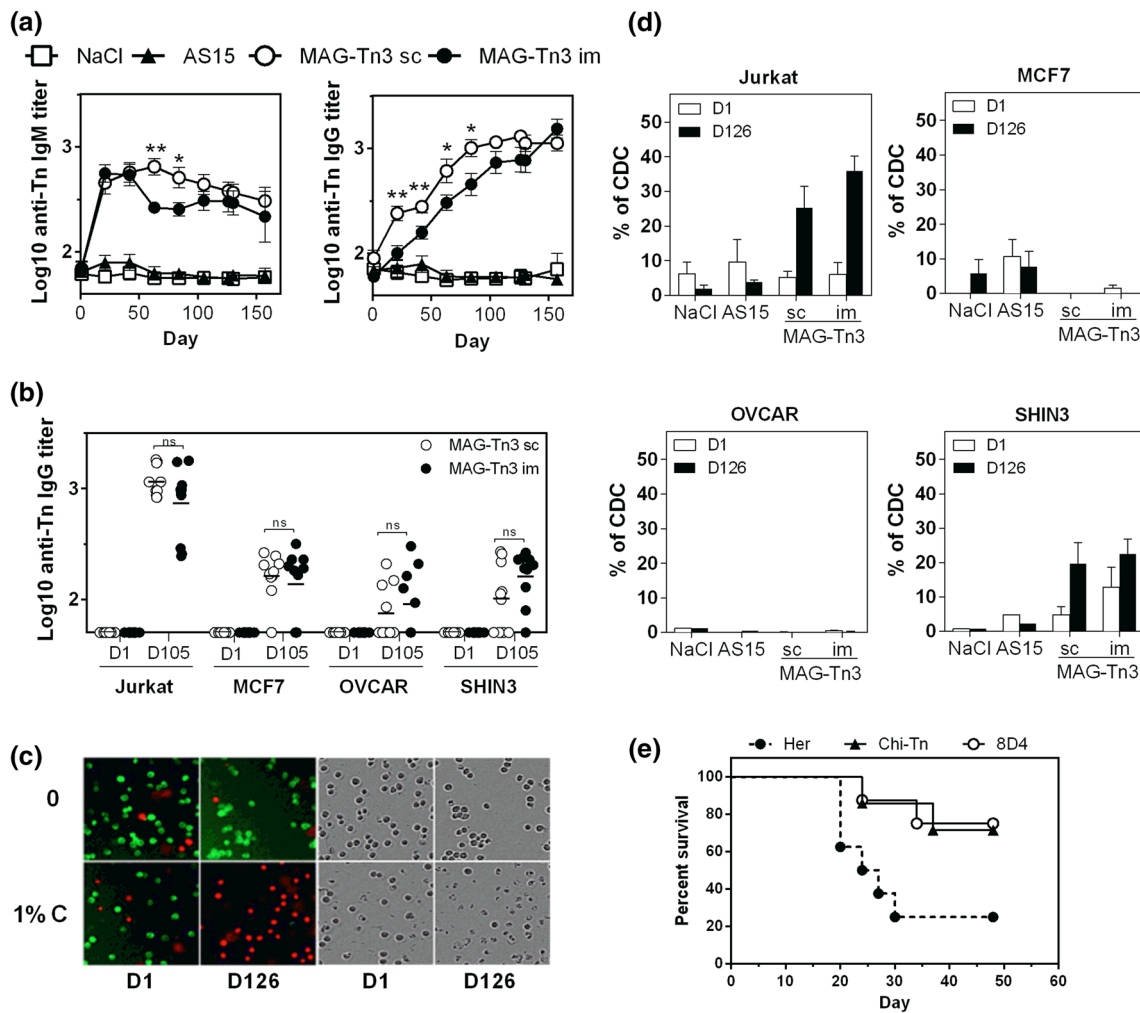 (a)
NaCl AS15 MAG-Tn3 sc MAG-Tn3 im
Log10 anti-Tn IgM titer
3
2
** *
0 50 100 150
Day
Log10 anti-Tn IgG titer
3
2
** ** * *
0 50 100 150
Day
(b)
Log10 anti-Tn IgG titer
3
2
MAG-Tn3 sc
MAG-Tn3 im
ns ns ns ns
D1 D105 D1 D105 D1 D105 D1 D105
Jurkat MCF7 OVCAR SHIN3
(c)
0
1% C
D1 D126 D1 D126
(d)
Jurkat
D1
D126
% of CDC
50
40
30
20
10
0
NaCl AS15 sc im
MAG-Tn3
MCF7
D1
D126
% of CDC
50
40
30
20
10
0
NaCl AS15 sc im
MAG-Tn3
OVCAR
D1
D126
% of CDC
50
40
30
20
10
0
NaCl AS15 sc im
MAG-Tn3
SHIN3
D1
D126
% of CDC
50
40
30
20
10
0
NaCl AS15 sc im
MAG-Tn3
(e)
Her Chi-Tn 8D4
Percent survival
100
80
60
40
20
0
0 10 20 30 40 50 60
Day